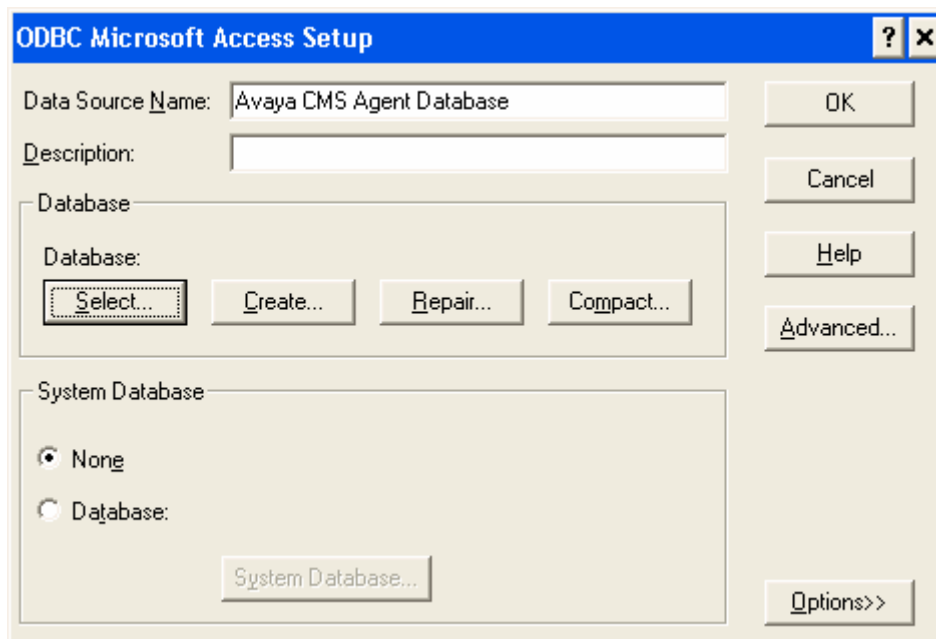 ODBC Microsoft Access Setup
Data Source Name: Avaya CMS Agent Database
Description:
Database
Database:
Select... Create... Repair... Compact...
System Database
None
Database:
System Database...
OK
Cancel
Help
Advanced...
Options>>